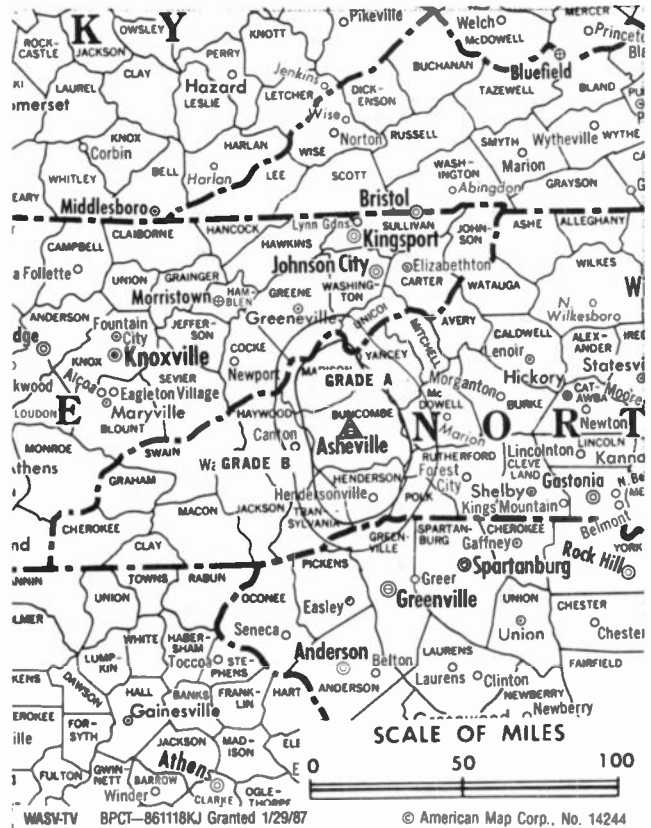 K Y
OWSLEY
KNOTT
Pikeville
Welch
MERCER
ROCK-
CASTLE
JACKSON
PERRY
McDOWELL
CLAY
BUCHANAN
Bluefield
LAUREL
Hazard
LESLIE
Jenkins
LETCHER
DICK-
ENSON
TAZEWELL
BLAND
omerset
Wise
KNOX
Corbin
HARLAN
WISE
Norton
RUSSELL
SMYTH
Marion
Wytheville
WYTHE
WHITLEY
BELL
Harlan
LEE
SCOTT
WASH-
INGTON
Abingdon
GRAYSON
Middlesboro
Bristol
CLAIBORNE
HANCOCK
Lynn Gdns
SULLIVAN
Kingsport
JOHN-
SON
ASHE
ALLEGHANY
CAMPBELL
HAWKINS
a Follette
UNION
GRAINGER
Johnson City
Elizabethton
CARTER
WILKES
Morristown
HAM-
BLEN
GREENE
WASHING-
TON
WATAUGA
N.
Wilkesboro
ANDERSON
Fountain
City
JEFFER-
SON
Greeneville
UNICOI
AVERY
MITCHELL
CALDWELL
ALEX-
ANDER
dge
KNOX
Knoxville
COCKE
Newport
MADISON
YANCEY
Lenoir
Hickory
Statesvi
kwood
Alcoa
SEVIER
Eagleton Village
GRADE A
Morganton
BURKE
CAT-
AWBA
Moore
LOUDON
Maryville
BLOUNT
HAYWOOD
BUNCOMBE
Mc
DOWELL
Newton
E
Canton
Asheville
Marion
N O R T
LINCOLN
MONROE
SWAIN
GRADE B
RUTHERFORD
Lincolnton
Kanna
Athens
GRAHAM
HENDERSON
Forest
City
CLEVE
LAND
Gastonia
Hendersonville
Shelby
N. Be
MACON
JACKSON
TRAN-
SYLVANIA
POLK
Kings Mountain
Belmont
CHEROKEE
GREEN-
VILLE
SPARTAN-
BURG
CHEROKEE
Gaffney
YORK
CLAY
PICKENS
Spartanburg
Rock Hill
ANNIN
TOWNS
RABUN
OCONEE
Greer
UNION
Easley
Greenville
UNION
CHESTER
WHITE
HABER-
SHAM
Seneca
Union
Chester
LUMP-
KIN
Toccoa
STE-
PHENS
Anderson
Belton
LAURENS
FAIRFIELD
DAWSON
HALL
BANKS
FRANK-
LIN
HART
ANDERSON
Laurens
Clinton
NEWBERRY
Newberry
EROKEE
FOR-
SYTH
Gainesville
ille
JACKSON
MAD-
ISON
SCALE OF MILES
FULTON
GWIN-
NETT
BARROW
Winder
Athens
CLARKE
OGLE-
THORPE
0 50 100
WASV-TV BPCT—861118KJ Granted 1/29/87 © American Map Corp., No. 14244